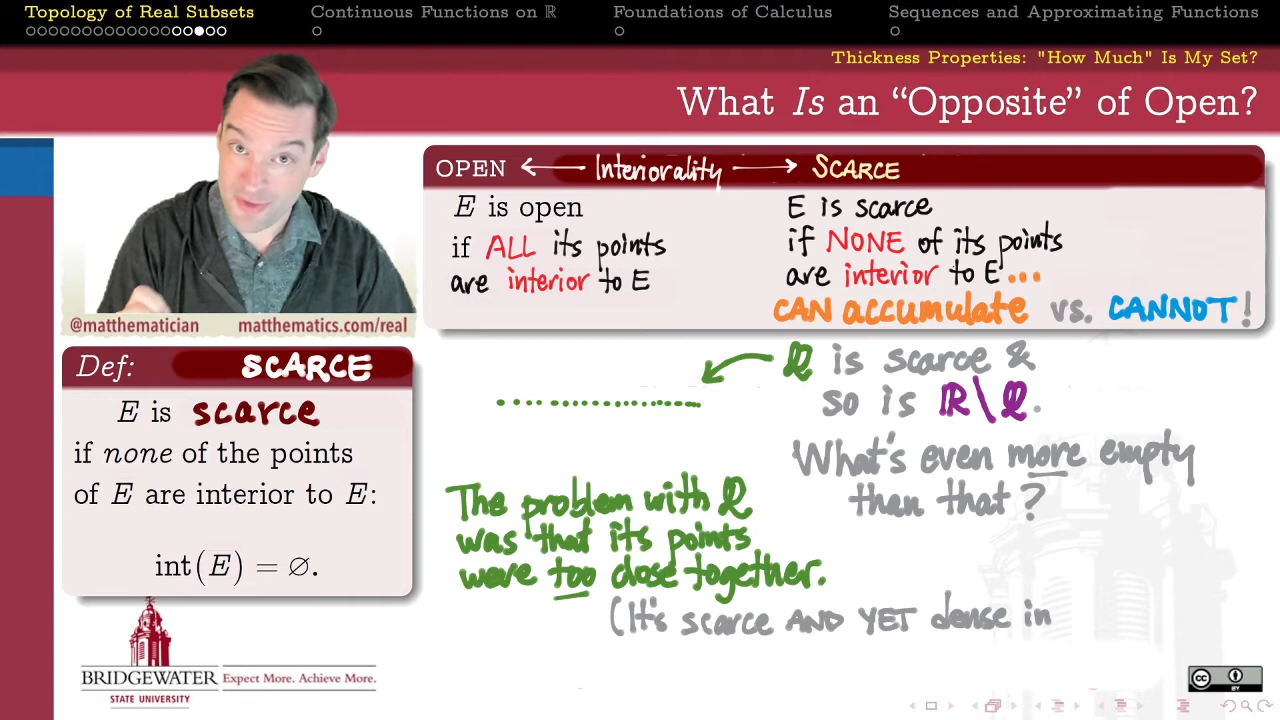 Topology of Real Subsets
Continuous Functions on ℝ
Foundations of Calculus
Sequences and Approximating Functions
Thickness Properties: "How Much" Is My Set?
What Is an “Opposite” of Open?
OPEN ← Interiorality → SCARCE
E is open
if ALL its points
are interior to E
E is scarce
if NONE of its points
are interior to E...
CAN accumulate vs. CANNOT!
@matthematician matthematics.com/real
Def: SCARCE
E is scarce
if none of the points
of E are interior to E:
int(E) = ∅.
ℚ is scarce &
so is ℝ\ℚ.
What's even more empty
than that?
The problem with ℚ
was that its points
were too close together.
(It's scarce AND YET dense in
BRIDGEWATER
STATE UNIVERSITY
Expect More. Achieve More.
cc
BY